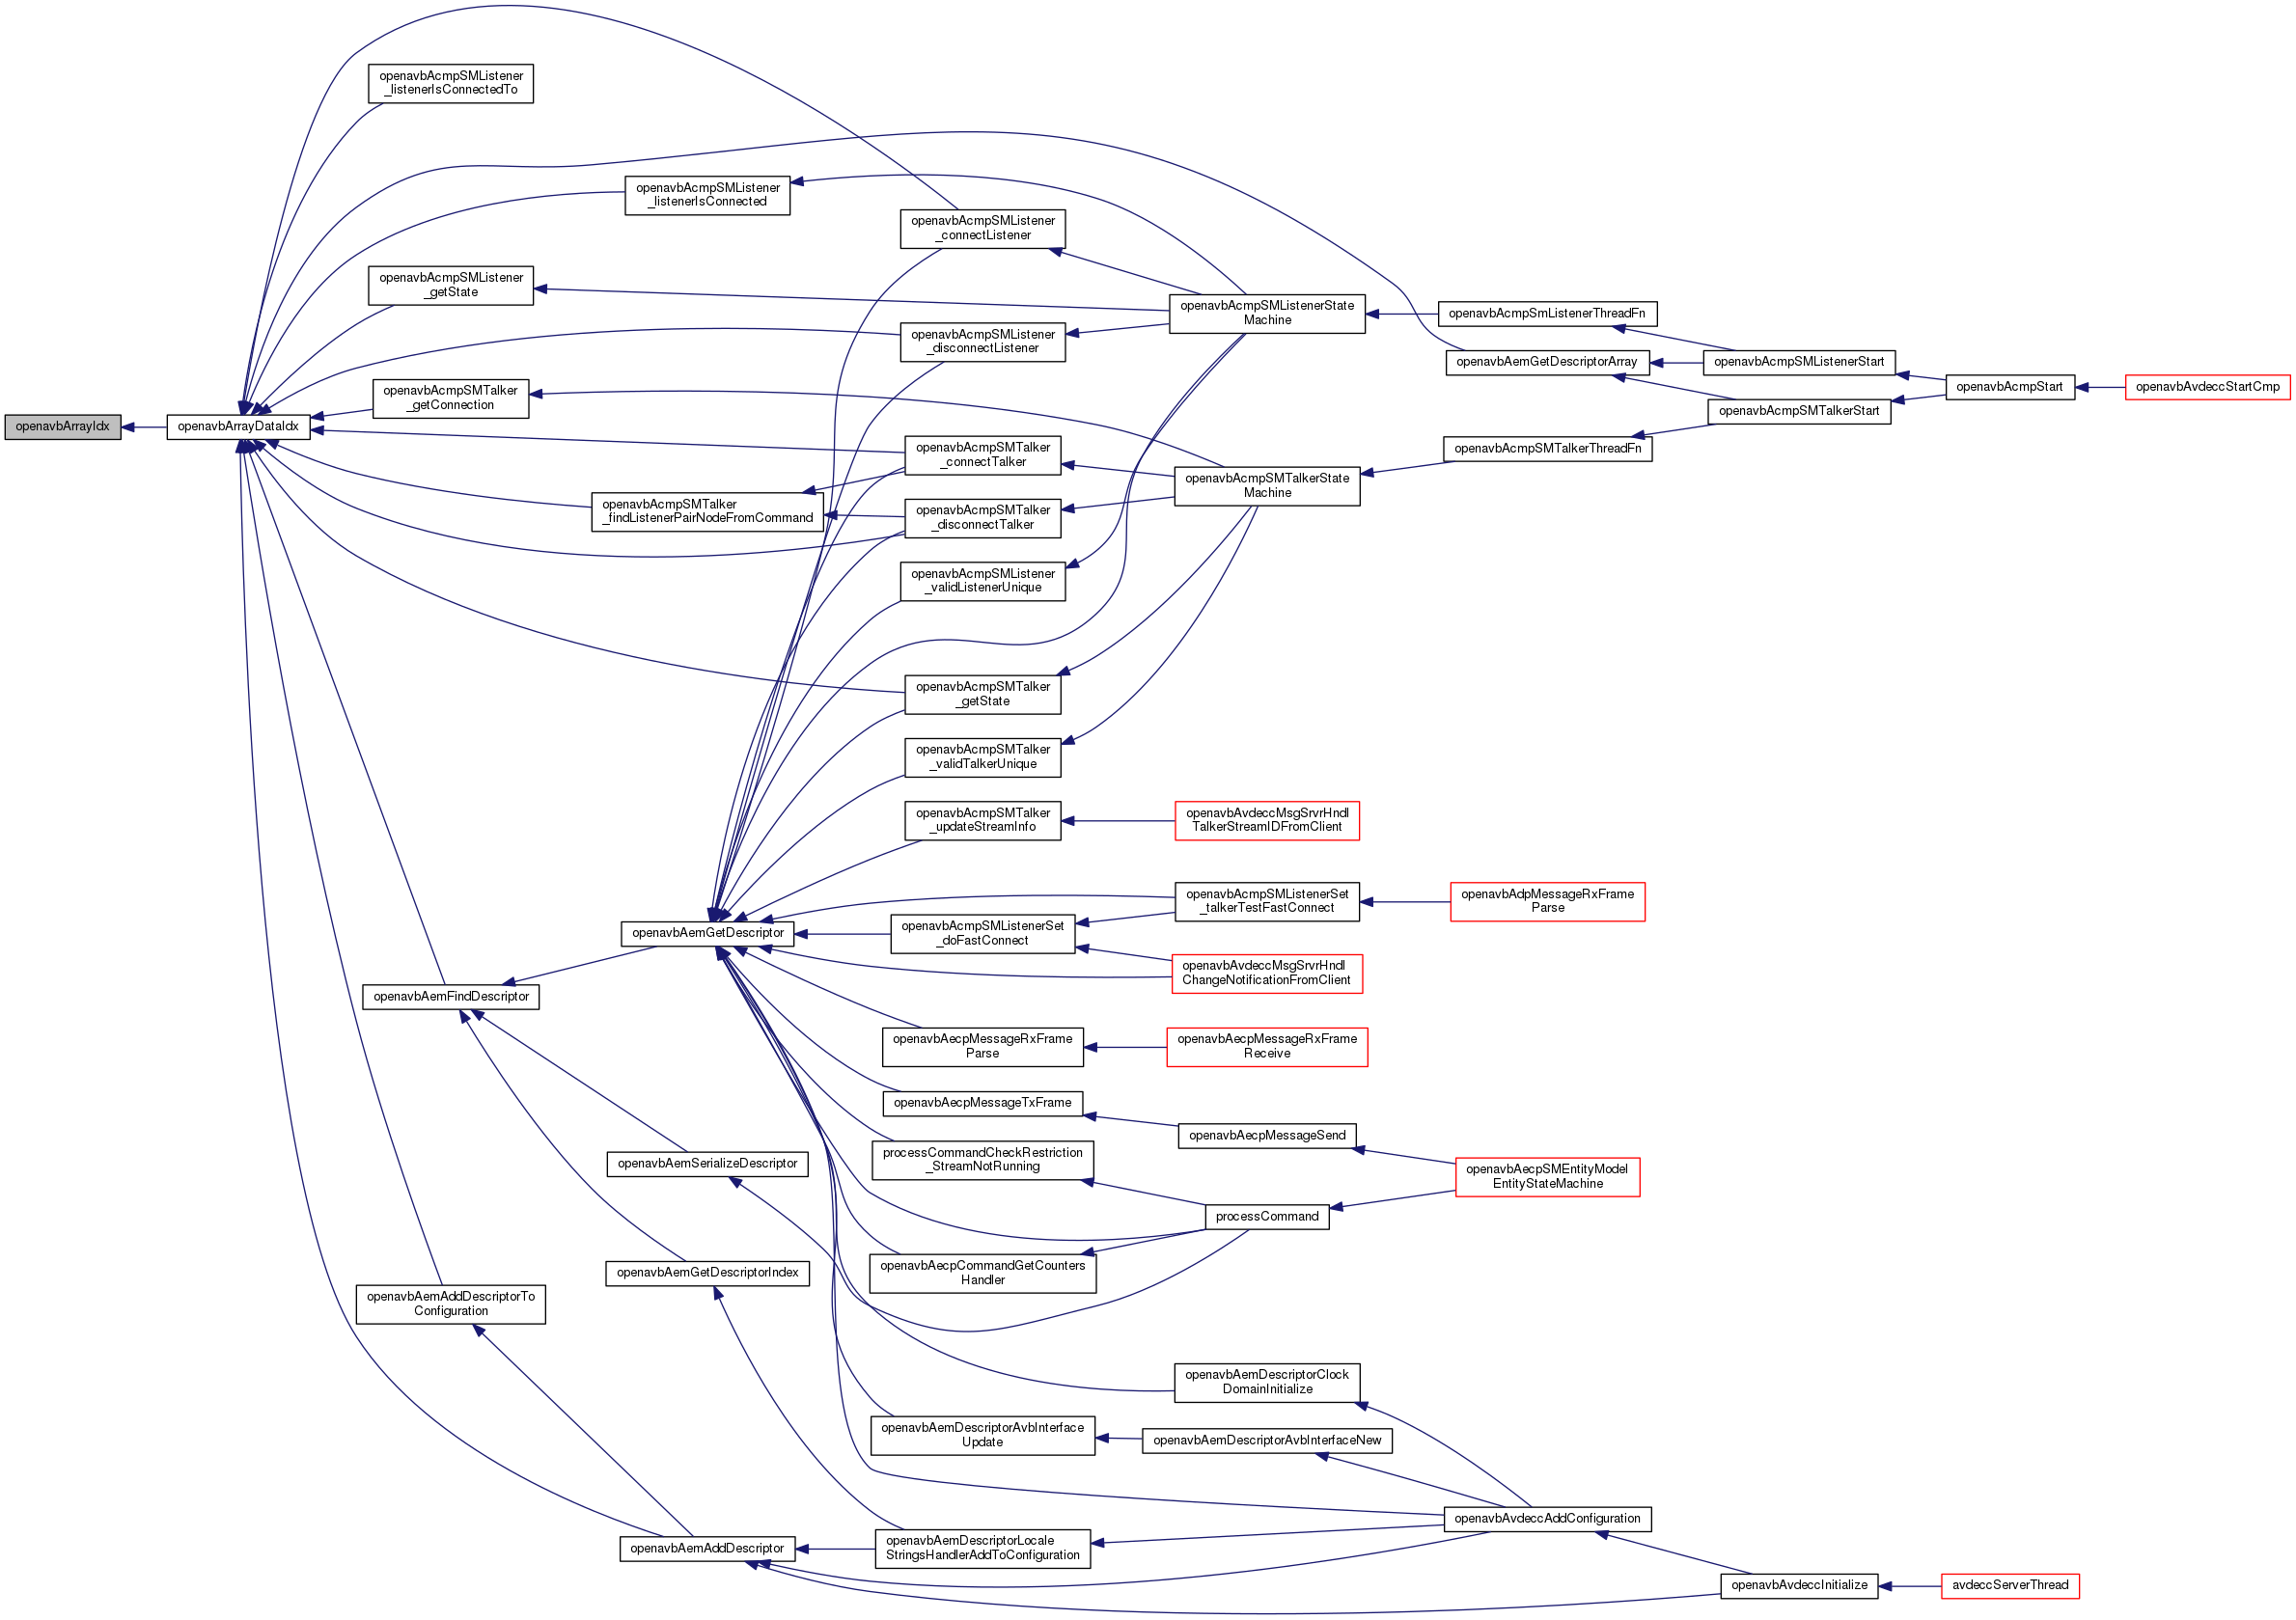 openavbAcmpSMListener
_listenerIsConnectedTo
openavbAcmpSMListener
_listenerIsConnected
openavbAcmpSMListener
_connectListener
openavbAcmpSMListener
_getState
openavbAcmpSMListenerState
Machine
openavbAcmpSmListenerThreadFn
openavbAcmpSMListener
_disconnectListener
openavbAemGetDescriptorArray
openavbAcmpSMListenerStart
openavbAcmpStart
openavbAvdeccStartCmp
openavbAcmpSMTalker
_getConnection
openavbAcmpSMTalkerStart
openavbArrayIdx
openavbArrayDataIdx
openavbAcmpSMTalker
_connectTalker
openavbAcmpSMTalkerThreadFn
openavbAcmpSMTalkerState
Machine
openavbAcmpSMTalker
_findListenerPairNodeFromCommand
openavbAcmpSMTalker
_disconnectTalker
openavbAcmpSMListener
_validListenerUnique
openavbAcmpSMTalker
_getState
openavbAcmpSMTalker
_validTalkerUnique
openavbAcmpSMTalker
_updateStreamInfo
openavbAvdeccMsgSrvrHndl
TalkerStreamIDFromClient
openavbAcmpSMListenerSet
_talkerTestFastConnect
openavbAdpMessageRxFrame
Parse
openavbAemGetDescriptor
openavbAcmpSMListenerSet
_doFastConnect
openavbAvdeccMsgSrvrHndl
ChangeNotificationFromClient
openavbAemFindDescriptor
openavbAecpMessageRxFrame
Parse
openavbAecpMessageRxFrame
Receive
openavbAecpMessageTxFrame
openavbAecpMessageSend
processCommandCheckRestriction
_StreamNotRunning
openavbAemSerializeDescriptor
openavbAecpSMEntityModel
EntityStateMachine
processCommand
openavbAemGetDescriptorIndex
openavbAecpCommandGetCounters
Handler
openavbAemAddDescriptorTo
Configuration
openavbAemDescriptorClock
DomainInitialize
openavbAemDescriptorAvbInterface
Update
openavbAemDescriptorAvbInterfaceNew
openavbAvdeccAddConfiguration
openavbAemAddDescriptor
openavbAemDescriptorLocale
StringsHandlerAddToConfiguration
openavbAvdeccInitialize
avdeccServerThread